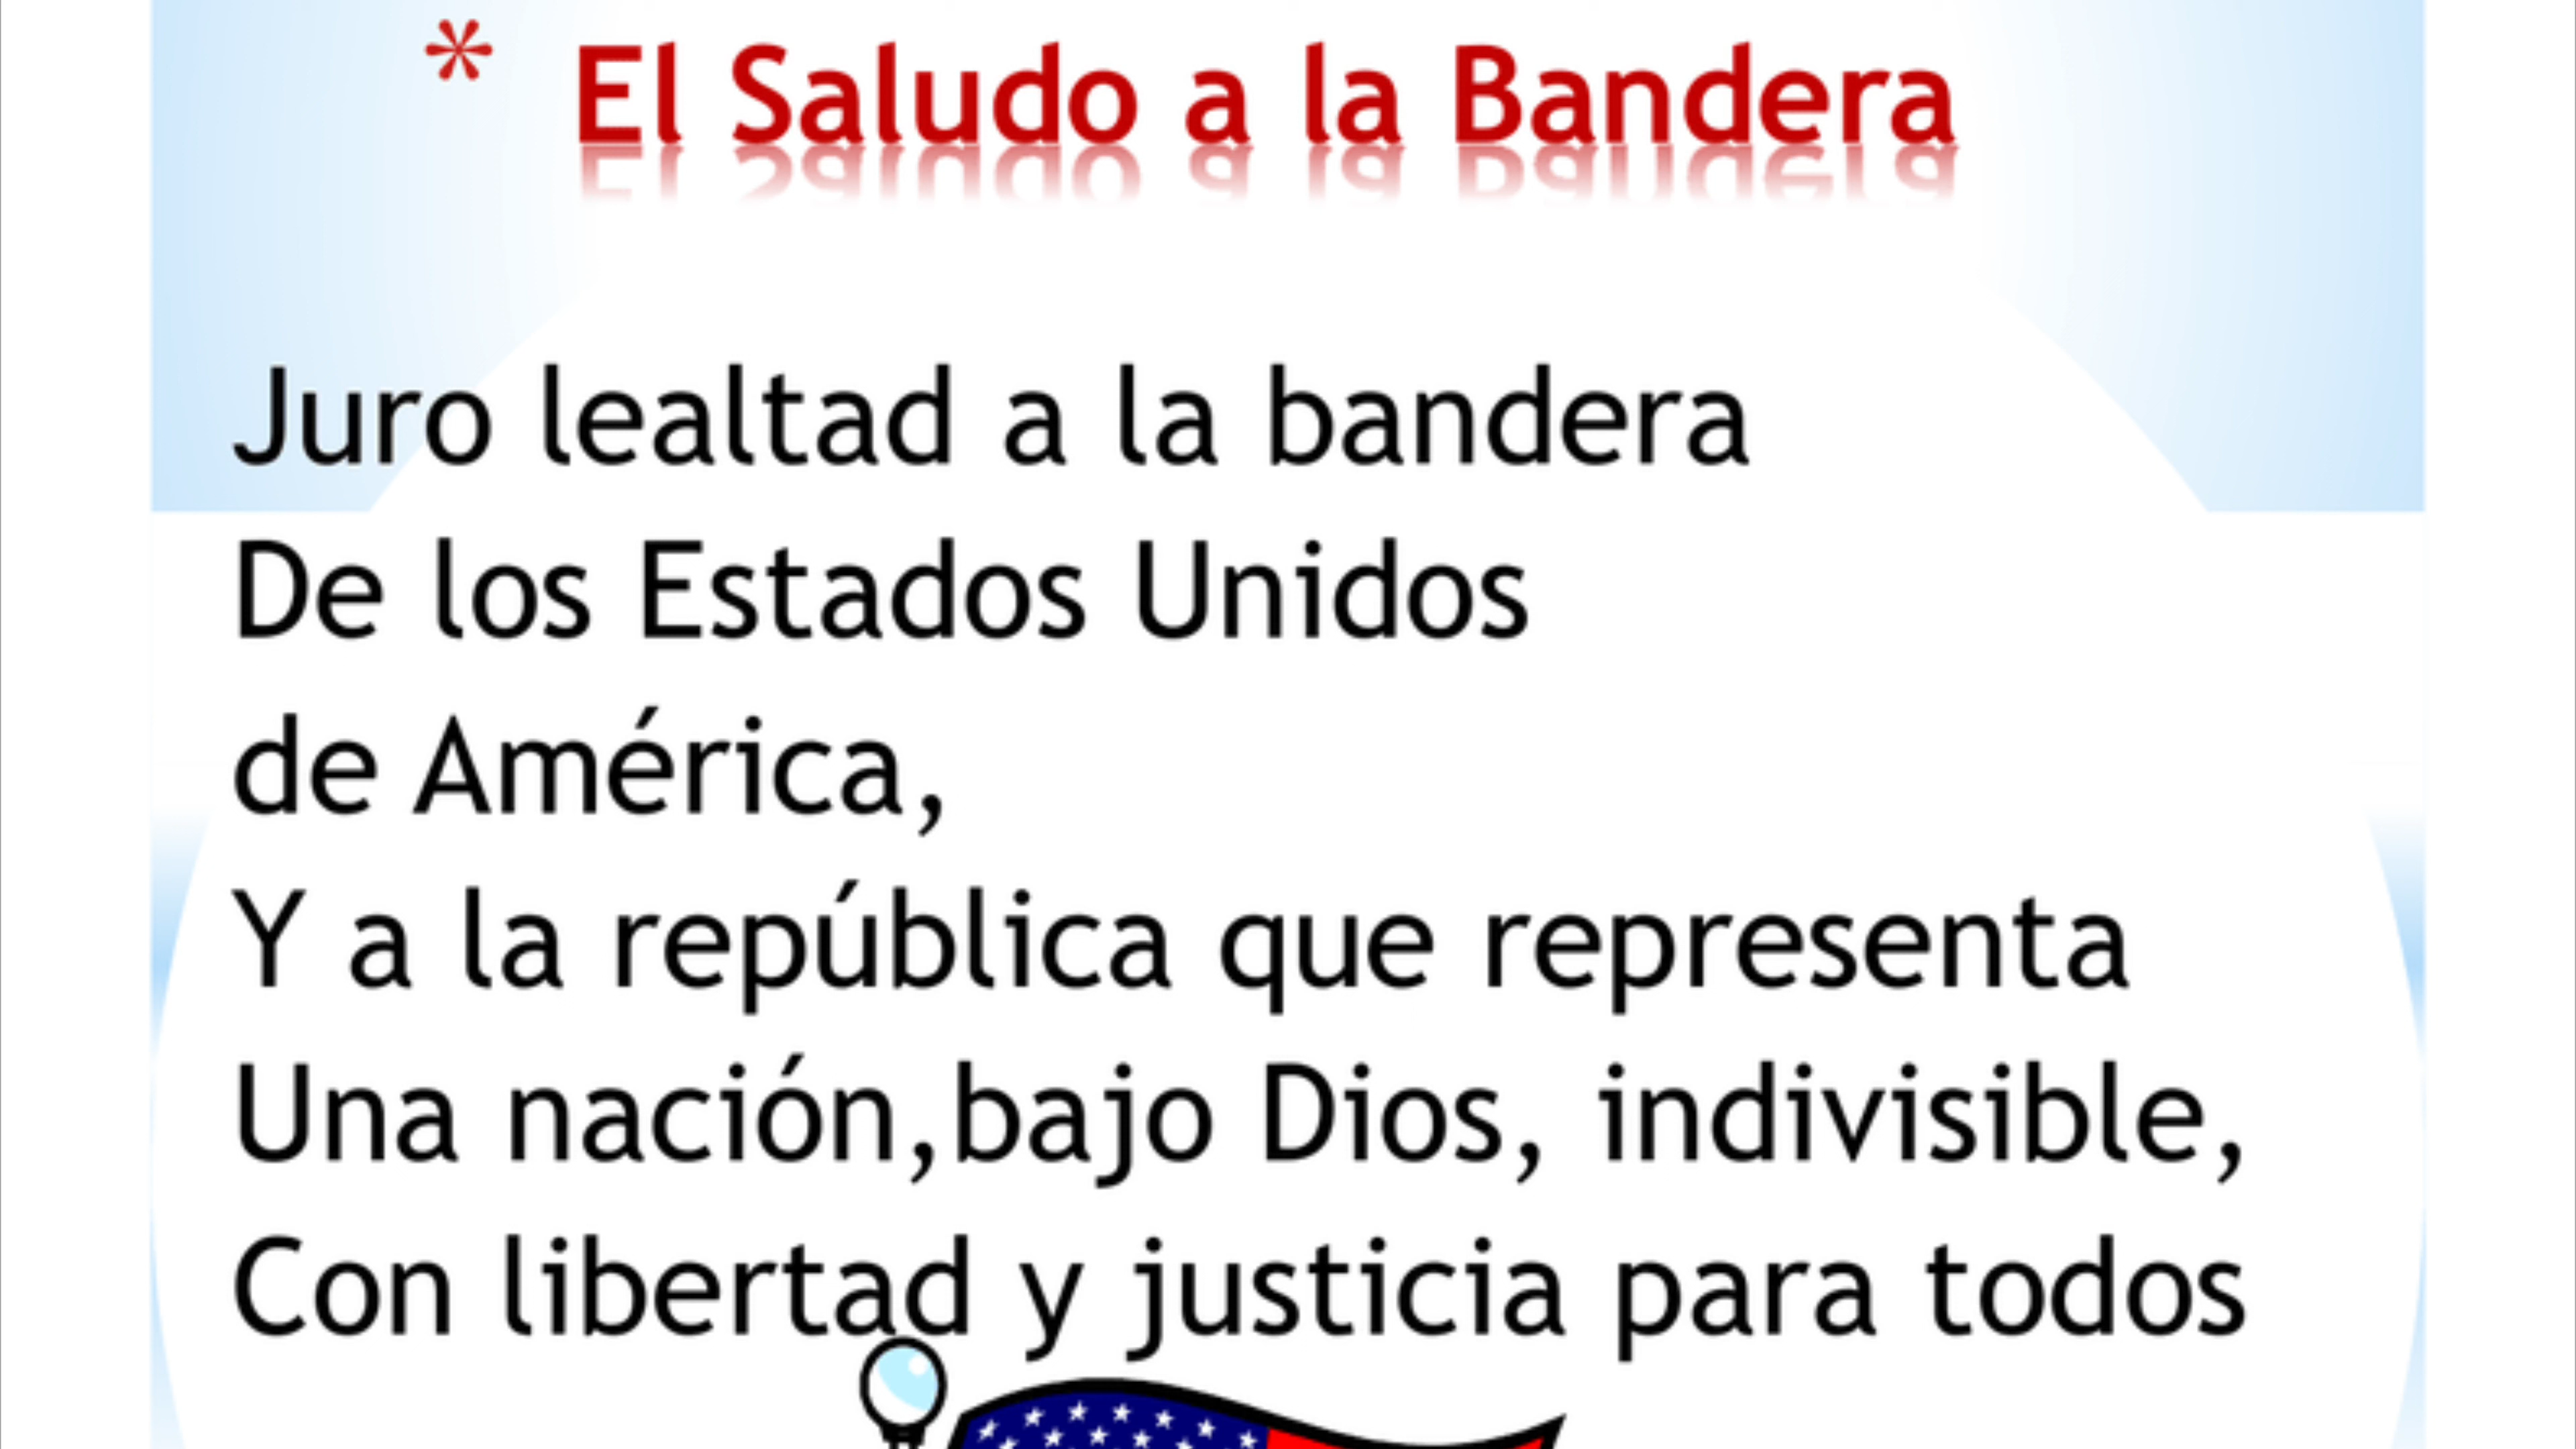 * El Saludo a la Bandera
Juro lealtad a la bandera
De los Estados Unidos
de América,
Y a la república que representa
Una nación,bajo Dios, indivisible,
Con libertad y justicia para todos